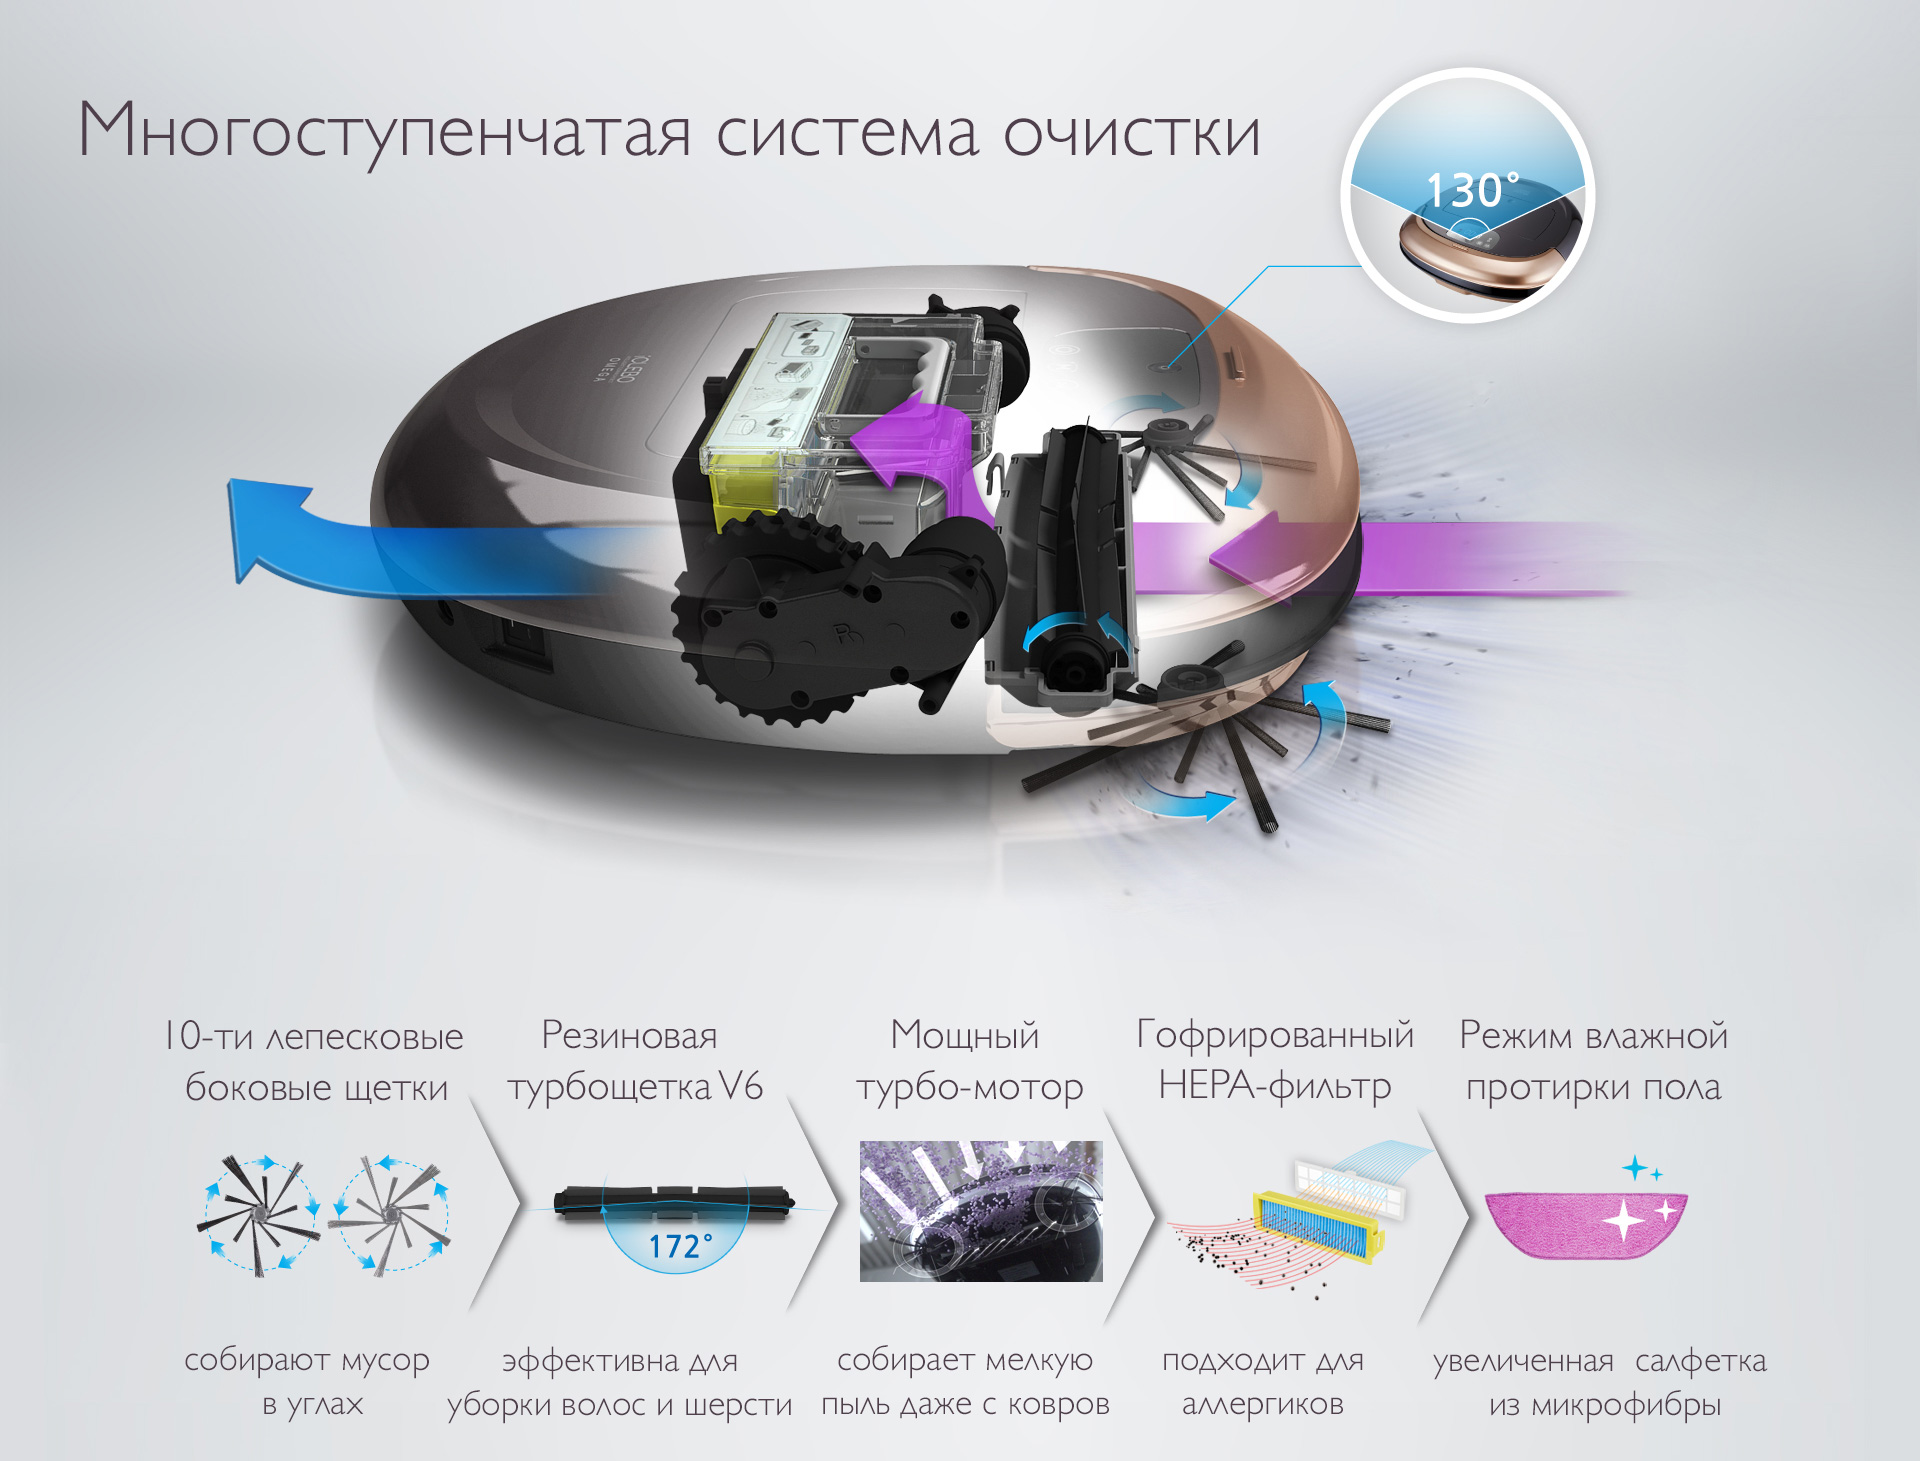 Многоступенчатая система очистки
130°
iCLEBO
OMEGA
10-ти лепесковые
боковые щетки
Резиновая
турбощетка V6
Мощный
турбо-мотор
Гофрированный
HEPA-фильтр
Режим влажной
протирки пола
172°
собирают мусор
в углах
эффективна для
уборки волос и шерсти
собирает мелкую
пыль даже с ковров
подходит для
аллергиков
увеличенная салфетка
из микрофибры